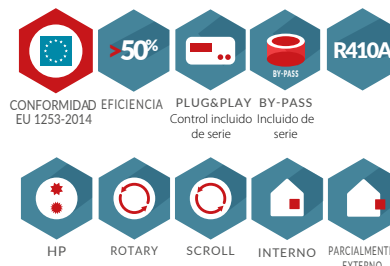 >50%
BY-PASS
R410A
CONFORMIDAD
EU 1253-2014
EFICIENCIA
PLUG&PLAY
Control incluido
de serie
BY-PASS
Incluido de
serie
HP
ROTARY
SCROLL
INTERNO
PARCIALMENTE
EXTERNO